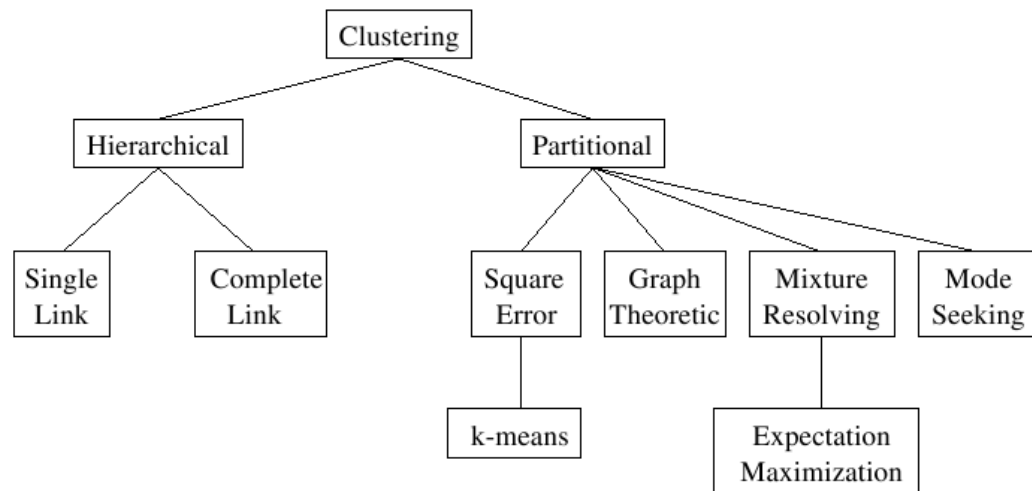 Clustering
Hierarchical
Partitional
Single
Link
Complete
Link
Square
Error
Graph
Theoretic
Mixture
Resolving
Mode
Seeking
k-means
Expectation
Maximization